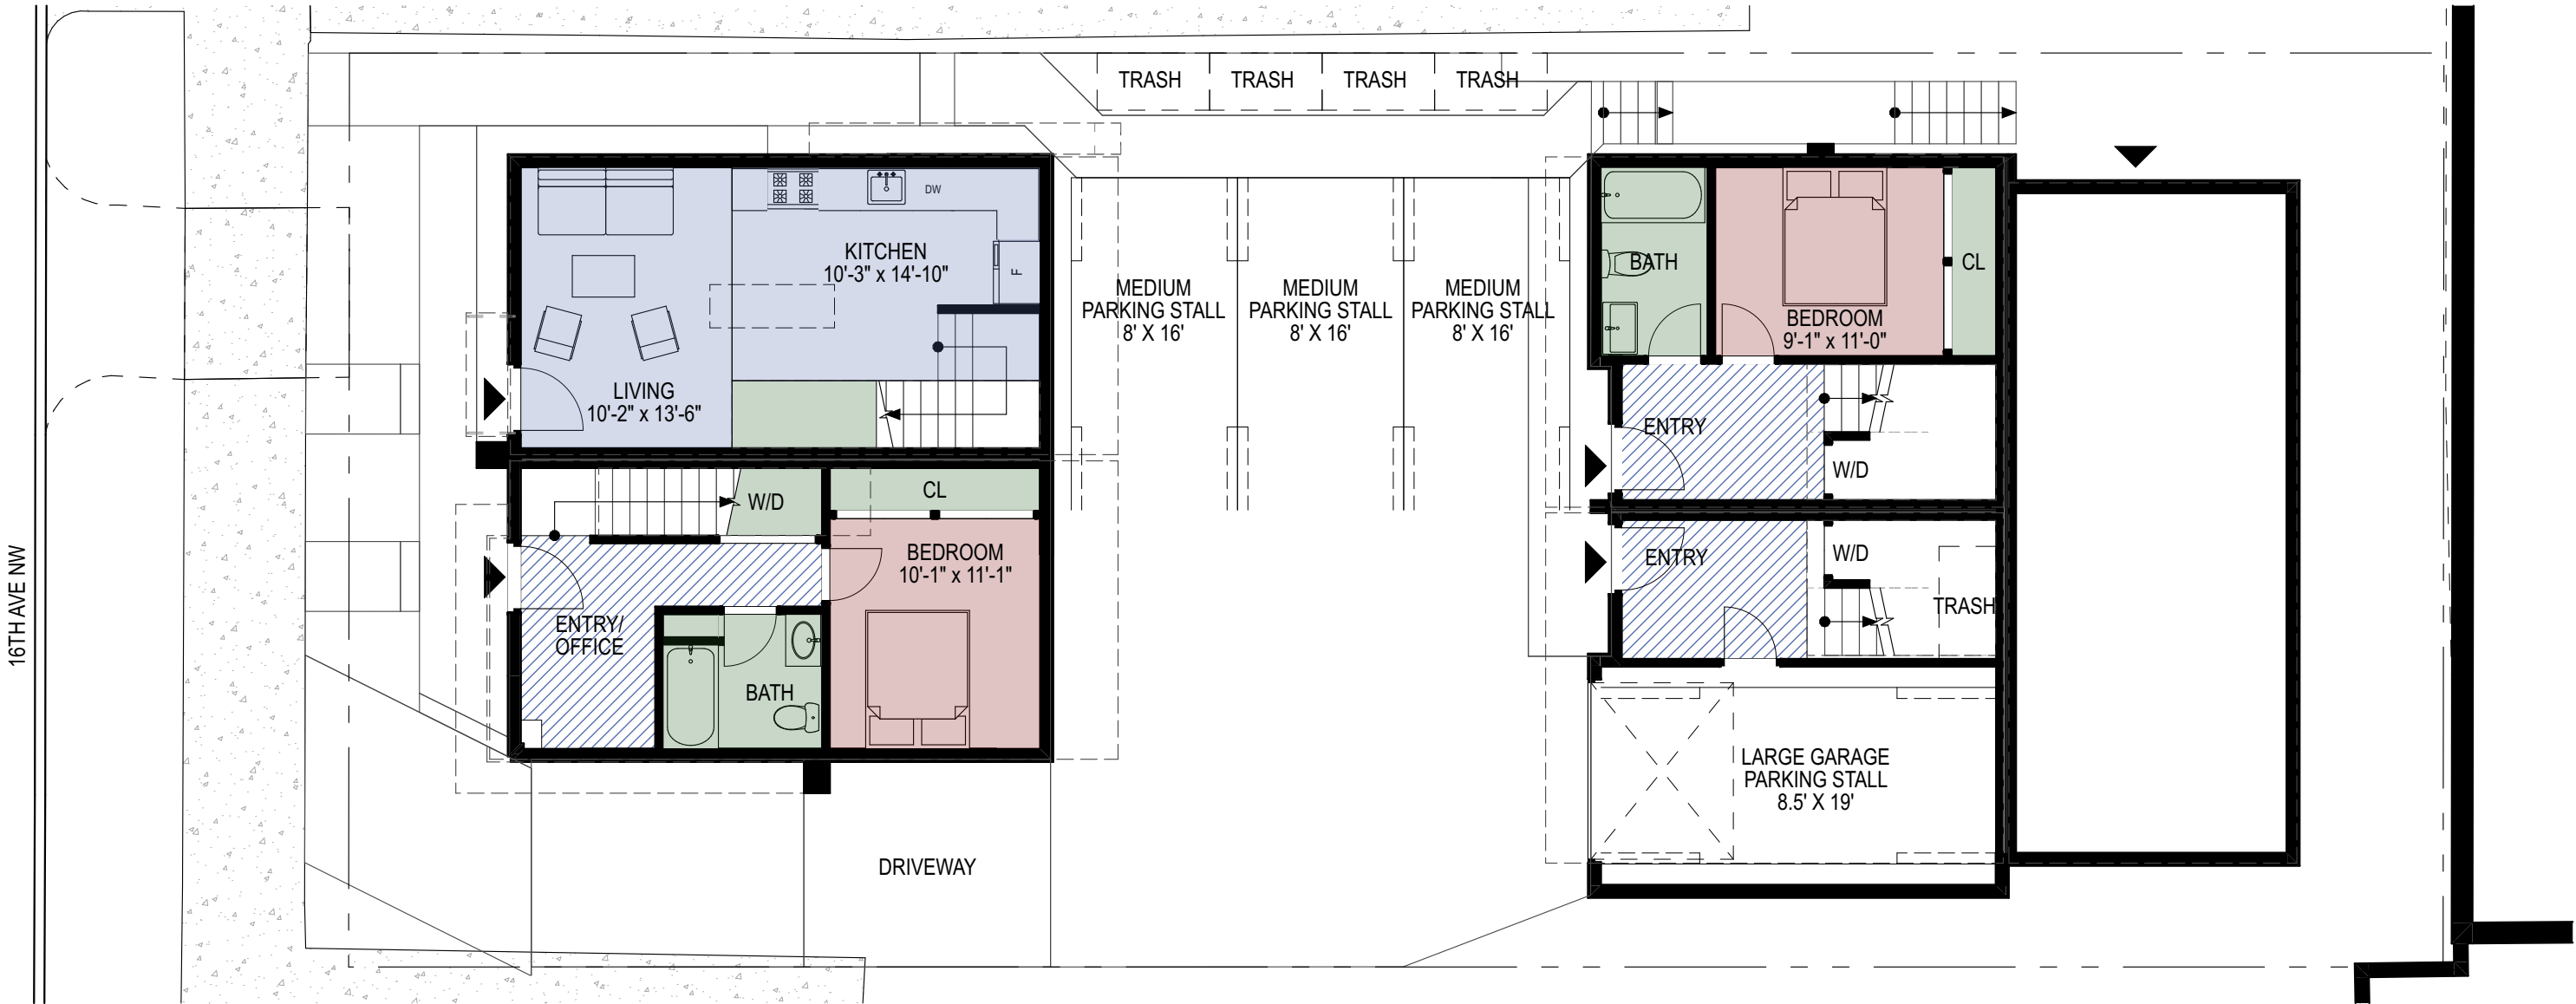 TRASH
TRASH
TRASH
TRASH
DW
KITCHEN
10'-3" x 14'-10"
F
LIVING
10'-2" x 13'-6"
MEDIUM
PARKING STALL
8' X 16'
MEDIUM
PARKING STALL
8' X 16'
MEDIUM
PARKING STALL
8' X 16'
BATH
BEDROOM
9'-1" x 11'-0"
CL
ENTRY
W/D
W/D
CL
BEDROOM
10'-1" x 11'-1"
ENTRY/
OFFICE
BATH
ENTRY
W/D
TRASH
LARGE GARAGE
PARKING STALL
8.5' X 19'
DRIVEWAY
16TH AVE NW